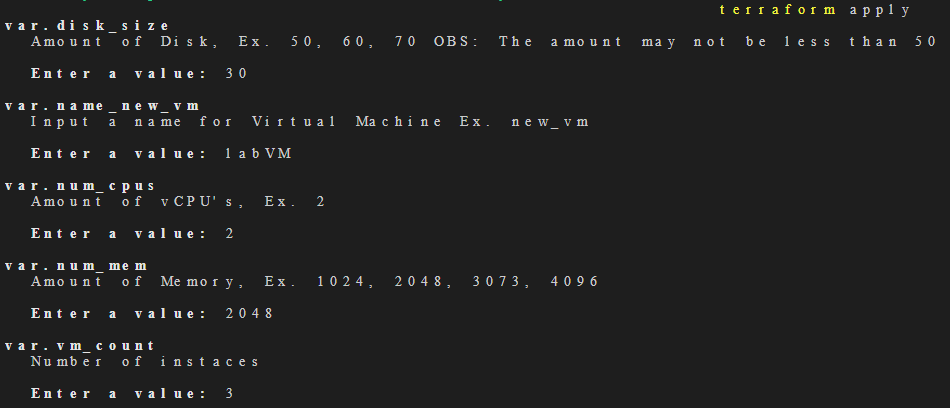 terraform apply
var.disk_size
Amount of Disk, Ex. 50, 60, 70 OBS: The amount may not be less than 50
Enter a value: 30
var.name_new_vm
Input a name for Virtual Machine Ex. new_vm
Enter a value: labVM
var.num_cpus
Amount of vCPU's, Ex. 2
Enter a value: 2
var.num_mem
Amount of Memory, Ex. 1024, 2048, 3073, 4096
Enter a value: 2048
var.vm_count
Number of instaces
Enter a value: 3